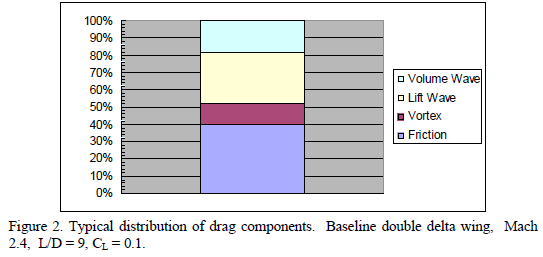 100%
90%
80%
70%
60%
50%
40%
30%
20%
10%
0%
Volume Wave
Lift Wave
Vortex
Friction
Figure 2. Typical distribution of drag components. Baseline double delta wing, Mach
2.4, L/D = 9, CL = 0.1.